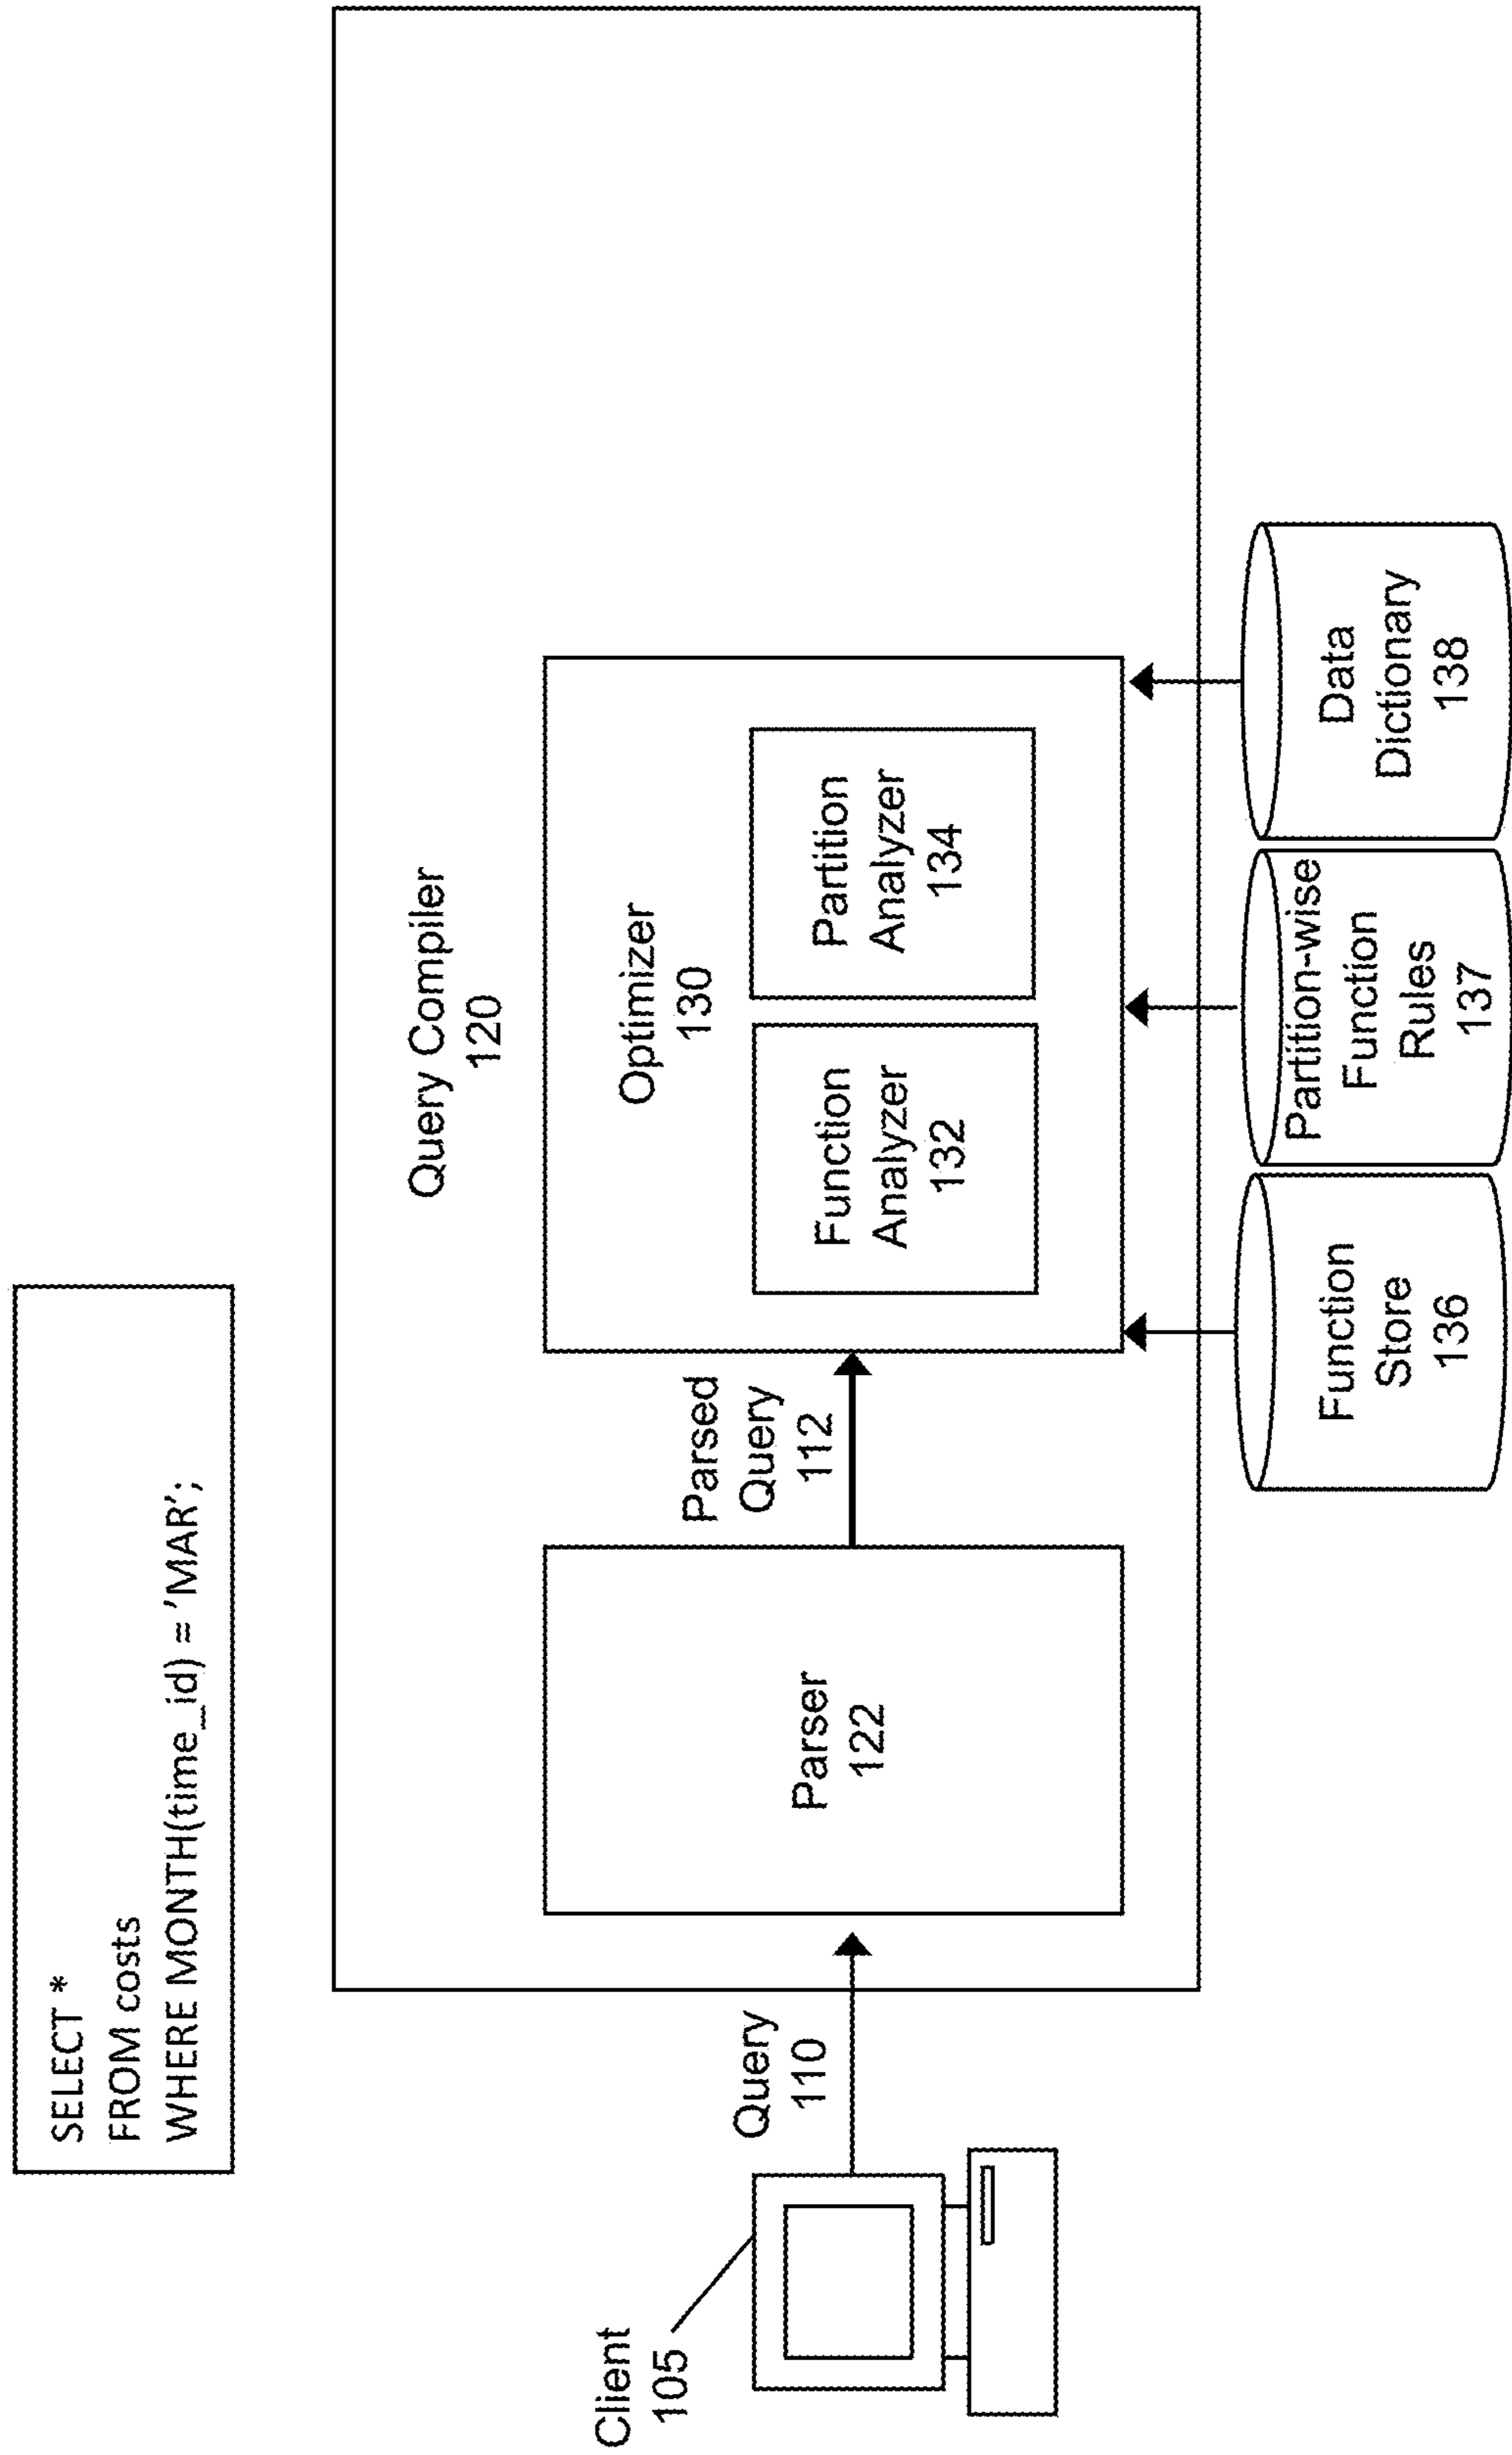 SELECT *
FROM costs
WHERE MONTH(time_id) = 'MAR';
Query Compiler
120
Client
105
Query
110
Parser
122
Parsed
Query
112
Optimizer
130
Function
Analyzer
132
Partition
Analyzer
134
Function
Store
136
Partition-wise
Function
Rules
137
Data
Dictionary
138